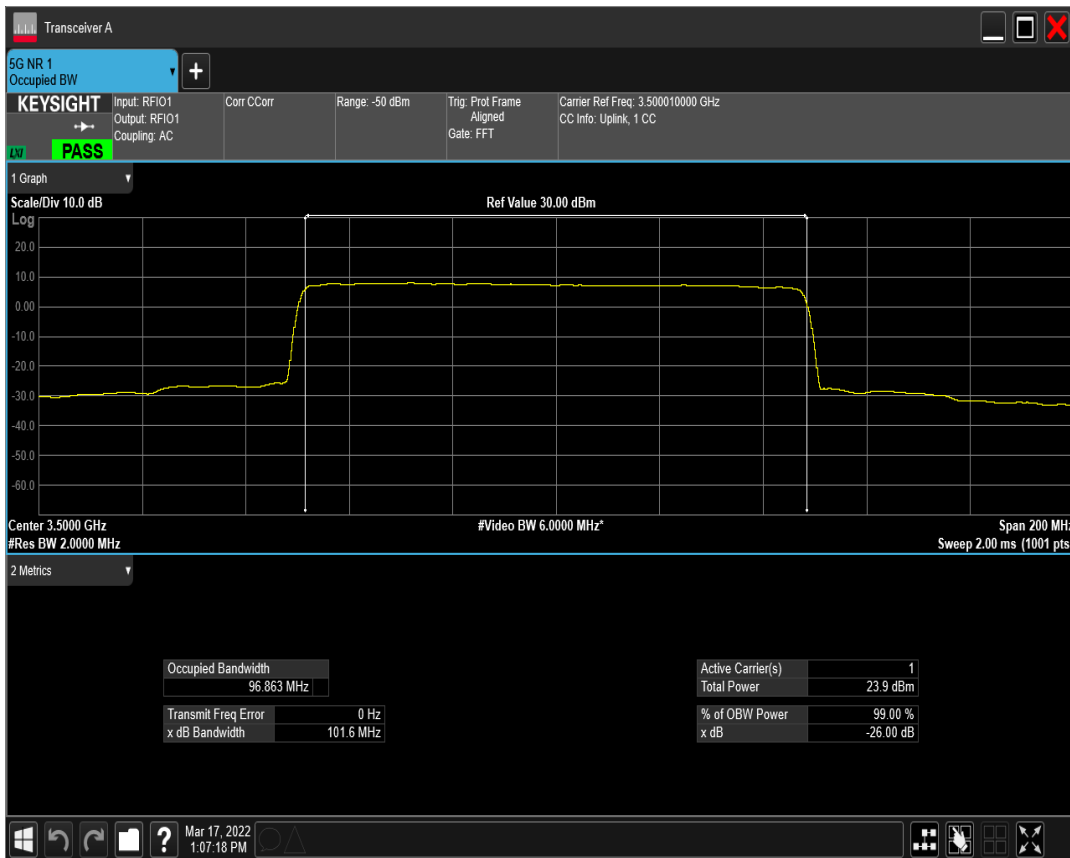 Transceiver A
5G NR 1
Occupied BW
KEYSIGHT
LXI
PASS
Input: RFIO1
Output: RFIO1
Coupling: AC
Corr CCorr
Range: -50 dBm
Trig: Prot Frame
Aligned
Gate: FFT
Carrier Ref Freq: 3.500010000 GHz
CC Info: Uplink, 1 CC
1 Graph
Scale/Div 10.0 dB
Ref Value 30.00 dBm
Log
20.0
10.0
0.00
-10.0
-20.0
-30.0
-40.0
-50.0
-60.0
Center 3.5000 GHz
#Video BW 6.0000 MHz*
Span 200 MHz
#Res BW 2.0000 MHz
Sweep 2.00 ms (1001 pts
2 Metrics
Occupied Bandwidth
96.863 MHz
Transmit Freq Error 0 Hz
x dB Bandwidth 101.6 MHz
Active Carrier(s) 1
Total Power 23.9 dBm
% of OBW Power 99.00 %
x dB -26.00 dB
?
Mar 17, 2022
1:07:18 PM